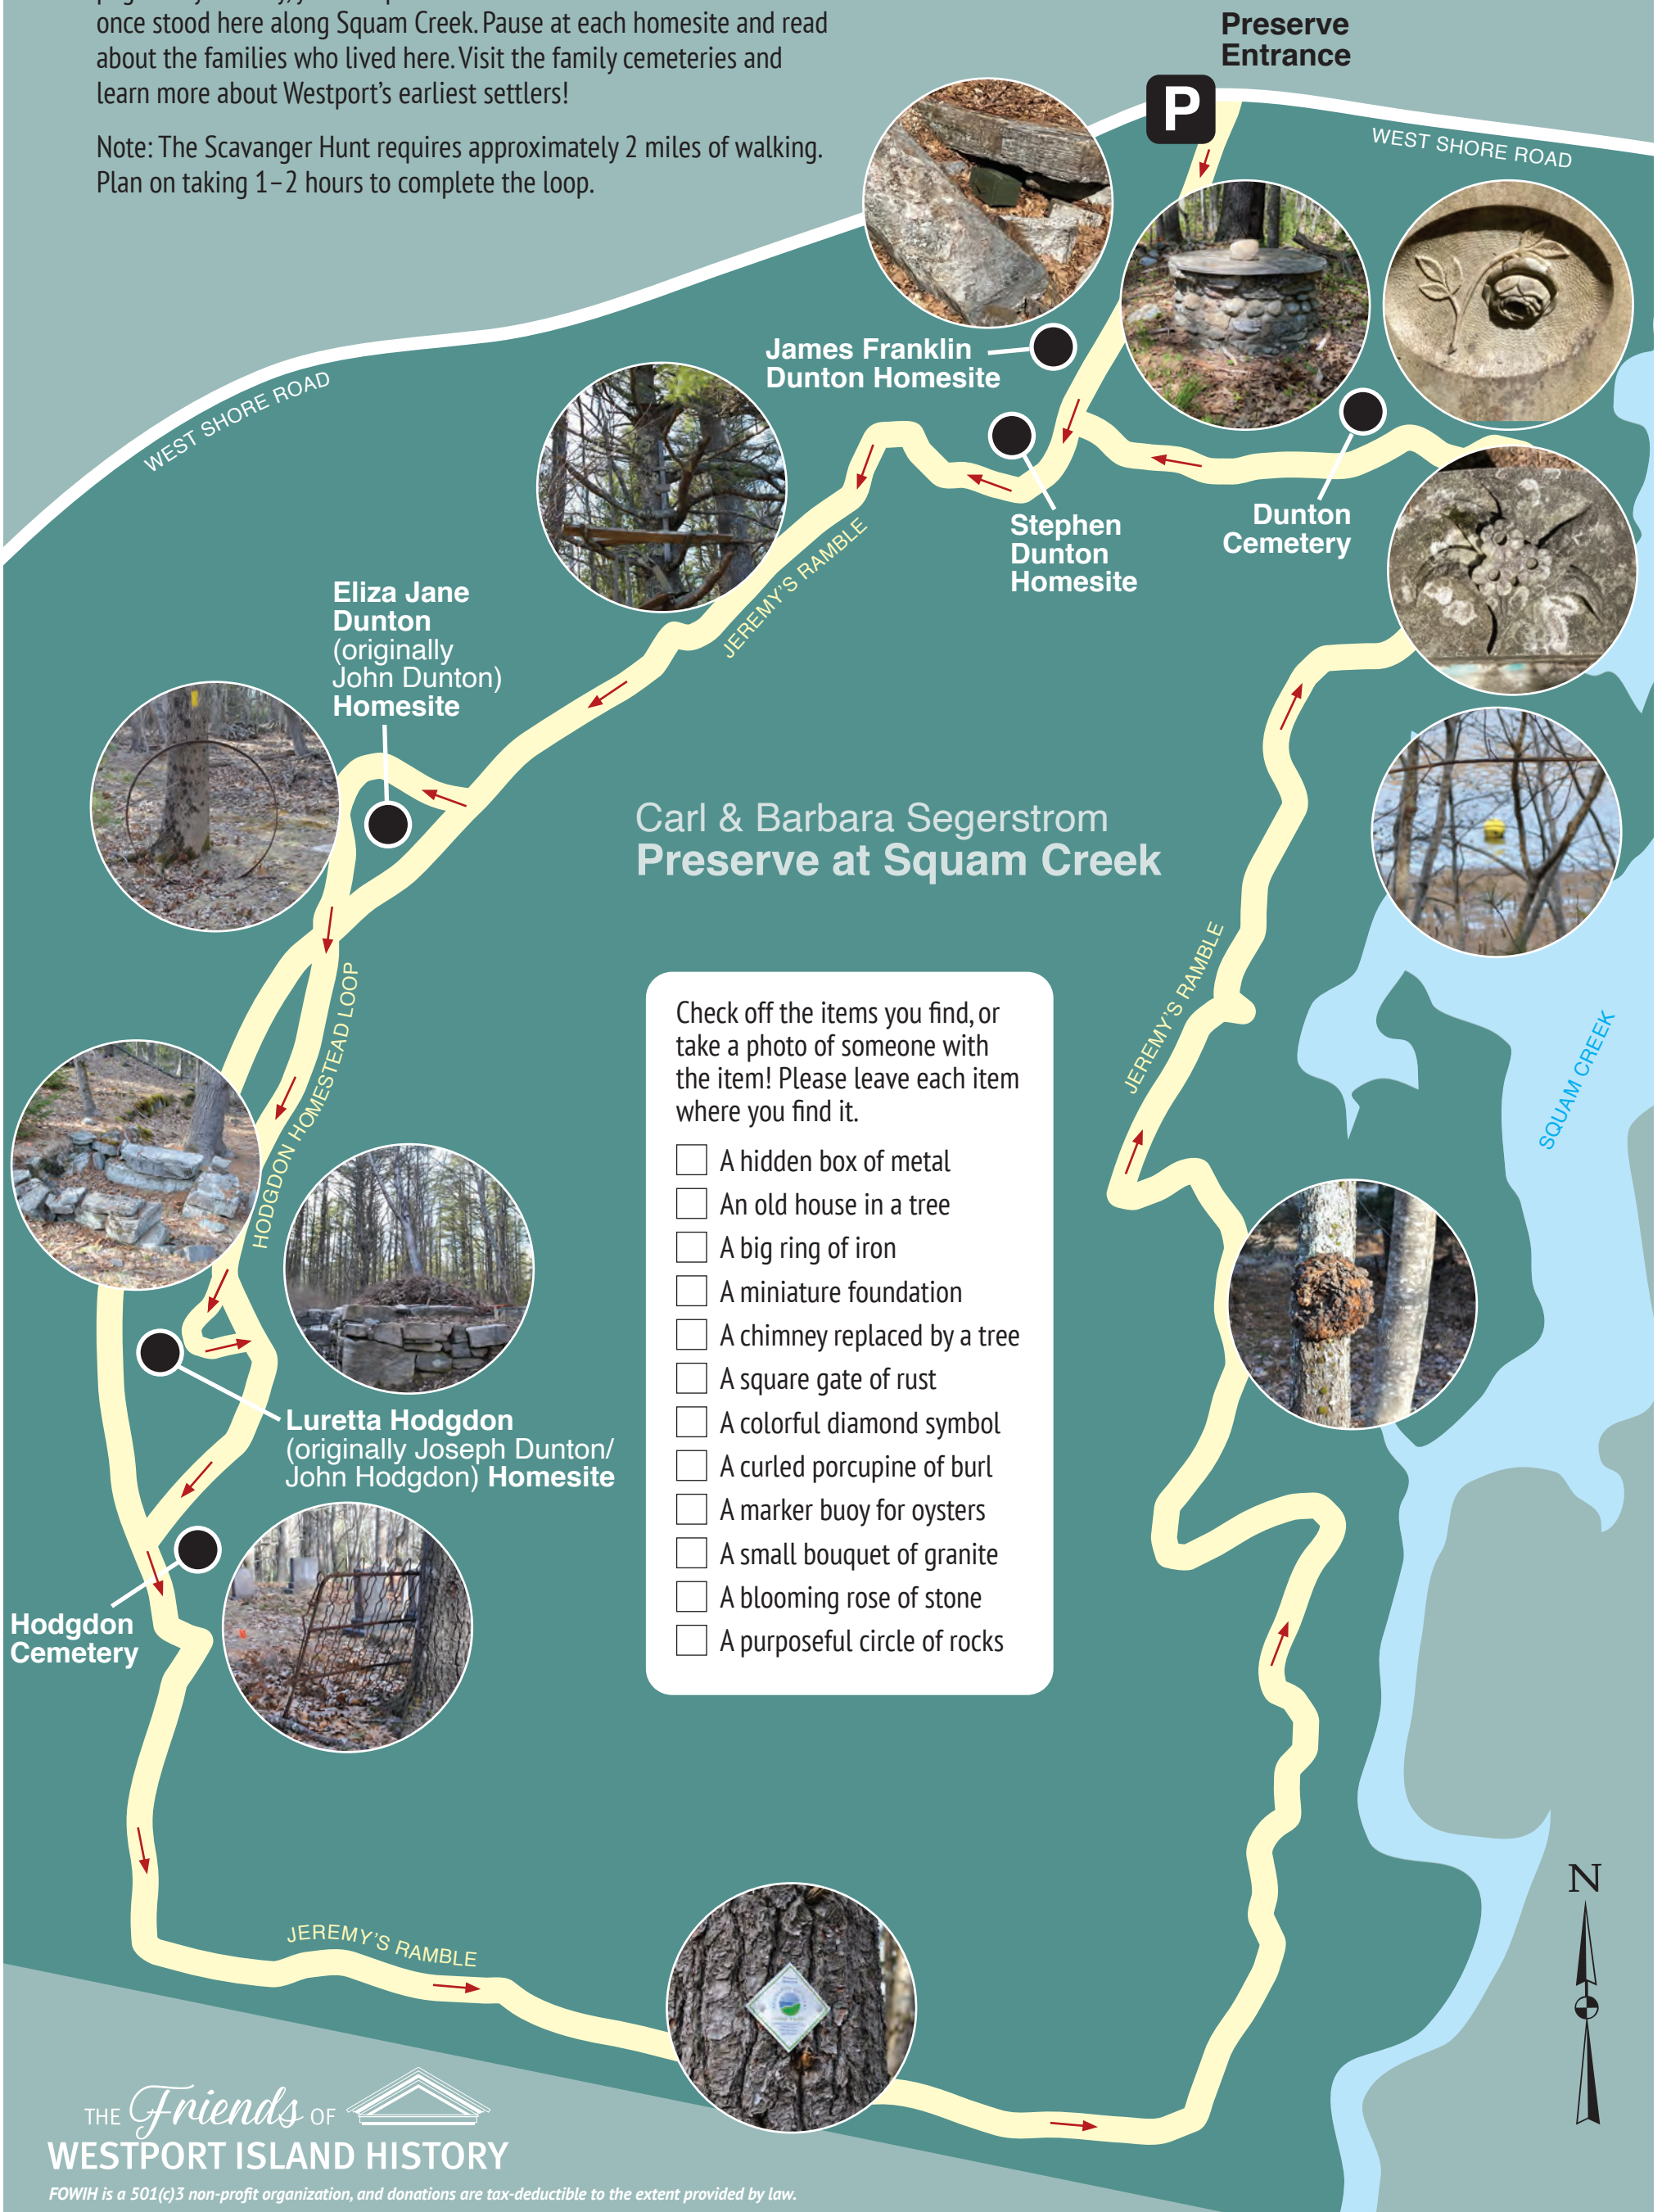 once stood here along Squam Creek. Pause at each homesite and read
about the families who lived here. Visit the family cemeteries and
learn more about Westport's earliest settlers!
Note: The Scavanger Hunt requires approximately 2 miles of walking.
Plan on taking 1–2 hours to complete the loop.
Preserve
Entrance
P
WEST SHORE ROAD
WEST SHORE ROAD
James Franklin
Dunton Homesite
Stephen
Dunton
Homesite
Dunton
Cemetery
JEREMY'S RAMBLE
Eliza Jane
Dunton
(originally
John Dunton)
Homesite
Carl & Barbara Segerstrom
Preserve at Squam Creek
JEREMY'S RAMBLE
SQUAM CREEK
HODGDON HOMESTEAD LOOP
Check off the items you find, or
take a photo of someone with
the item! Please leave each item
where you find it.
A hidden box of metal
An old house in a tree
A big ring of iron
A miniature foundation
A chimney replaced by a tree
A square gate of rust
A colorful diamond symbol
A curled porcupine of burl
A marker buoy for oysters
A small bouquet of granite
A blooming rose of stone
A purposeful circle of rocks
Luretta Hodgdon
(originally Joseph Dunton/
John Hodgdon) Homesite
Hodgdon
Cemetery
JEREMY'S RAMBLE
N
THE Friends OF
WESTPORT ISLAND HISTORY
FOWIH is a 501(c)3 non-profit organization, and donations are tax-deductible to the extent provided by law.